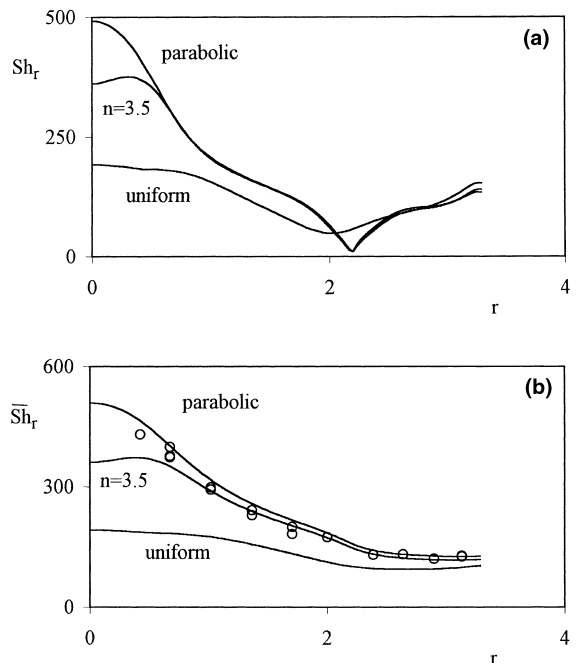 500
(a)
parabolic
Sh_r
n=3.5
250
uniform
0
0
2
4
r
600
(b)
S̅h̅_r
parabolic
300
n=3.5
uniform
0
0
2
4
r